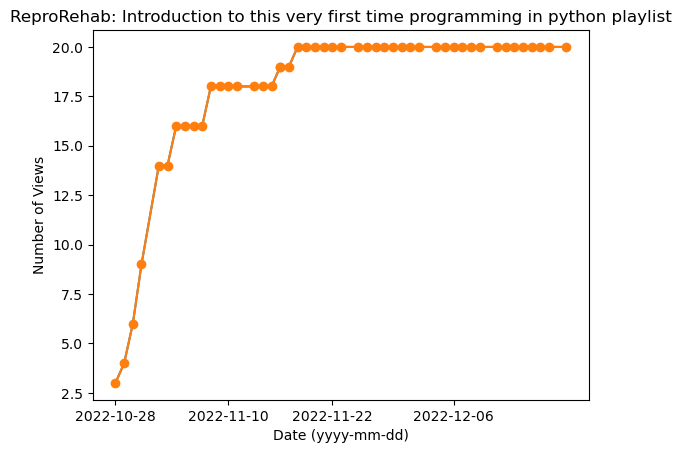 ReproRehab: Introduction to this very first time programming in python playlist
20.0
17.5
15.0
12.5
10.0
7.5
5.0
2.5
Number of Views
2022-10-28 2022-11-10 2022-11-22 2022-12-06
Date (yyyy-mm-dd)